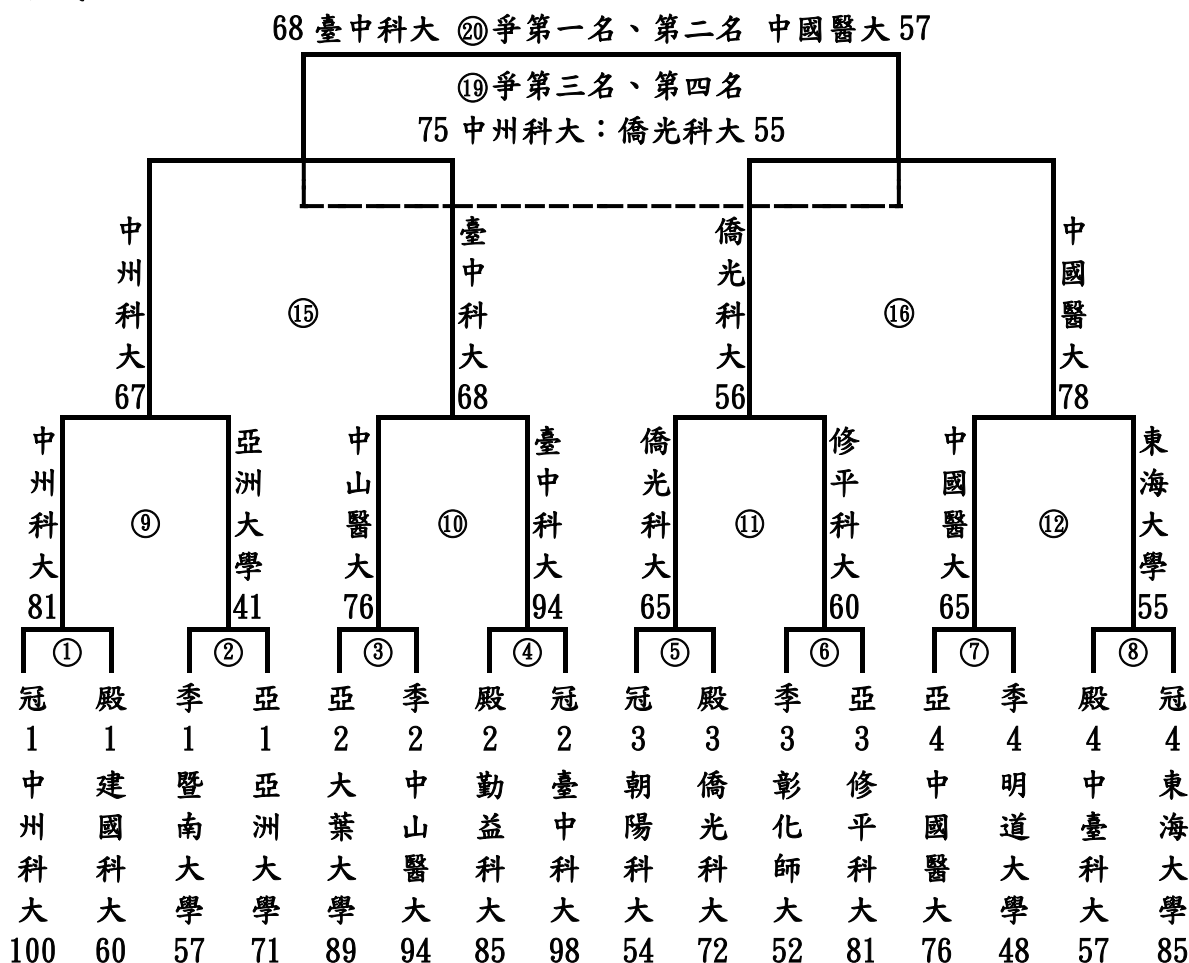 68 臺中科大 ⑳爭第一名、第二名 中國醫大 57
⑲爭第三名、第四名
75 中州科大：僑光科大 55
中州科大 67
⑮
臺中科大 68
僑光科大 56
⑯
中國醫大 78
中州科大 81
⑨
亞洲大學 41
中山醫大 76
⑩
臺中科大 94
僑光科大 65
⑪
修平科大 60
中國醫大 65
⑫
東海大學 55
① ② ③ ④ ⑤ ⑥ ⑦ ⑧
冠1 中州科大 100
殿1 建國科大 60
季1 暨南大學 57
亞1 亞洲大學 71
亞2 大葉大學 89
季2 中山醫大 94
殿2 勤益科大 85
冠2 臺中科大 98
冠3 朝陽科大 54
殿3 僑光科大 72
季3 彰化師大 52
亞3 修平科大 81
亞4 中國醫大 76
季4 明道大學 48
殿4 中臺科大 57
冠4 東海大學 85